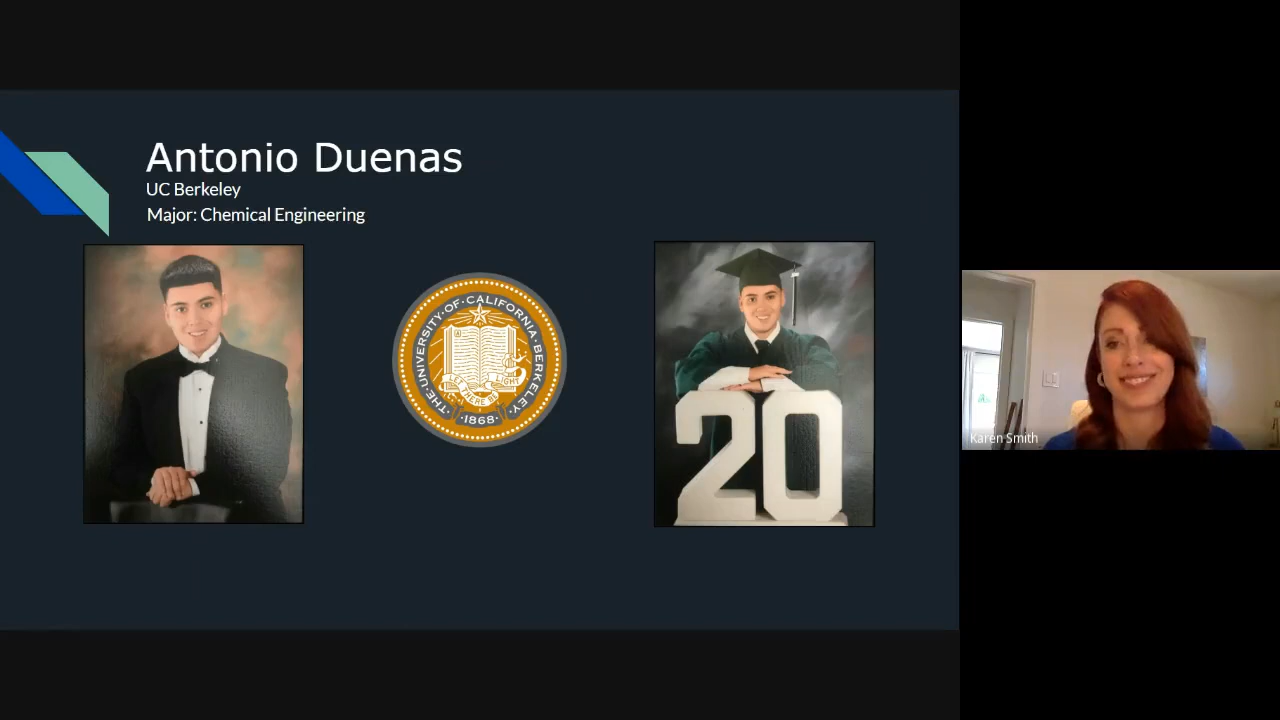 Antonio Duenas
UC Berkeley
Major: Chemical Engineering
THE·UNIVERSITY·OF·CALIFORNIA·BERKELEY·
A
LET THERE BE LIGHT
·1868·
20
Karen Smith